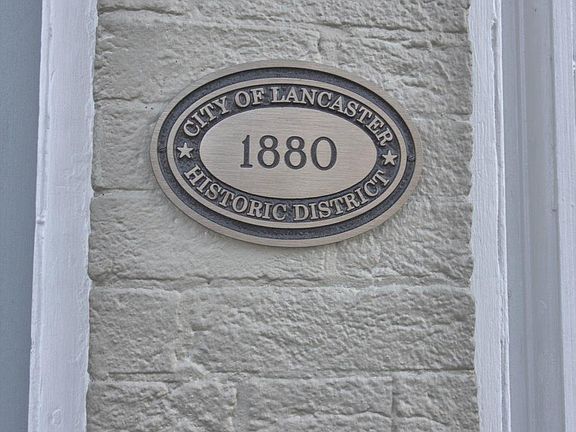 CITY OF LANCASTER
1880
HISTORIC DISTRICT